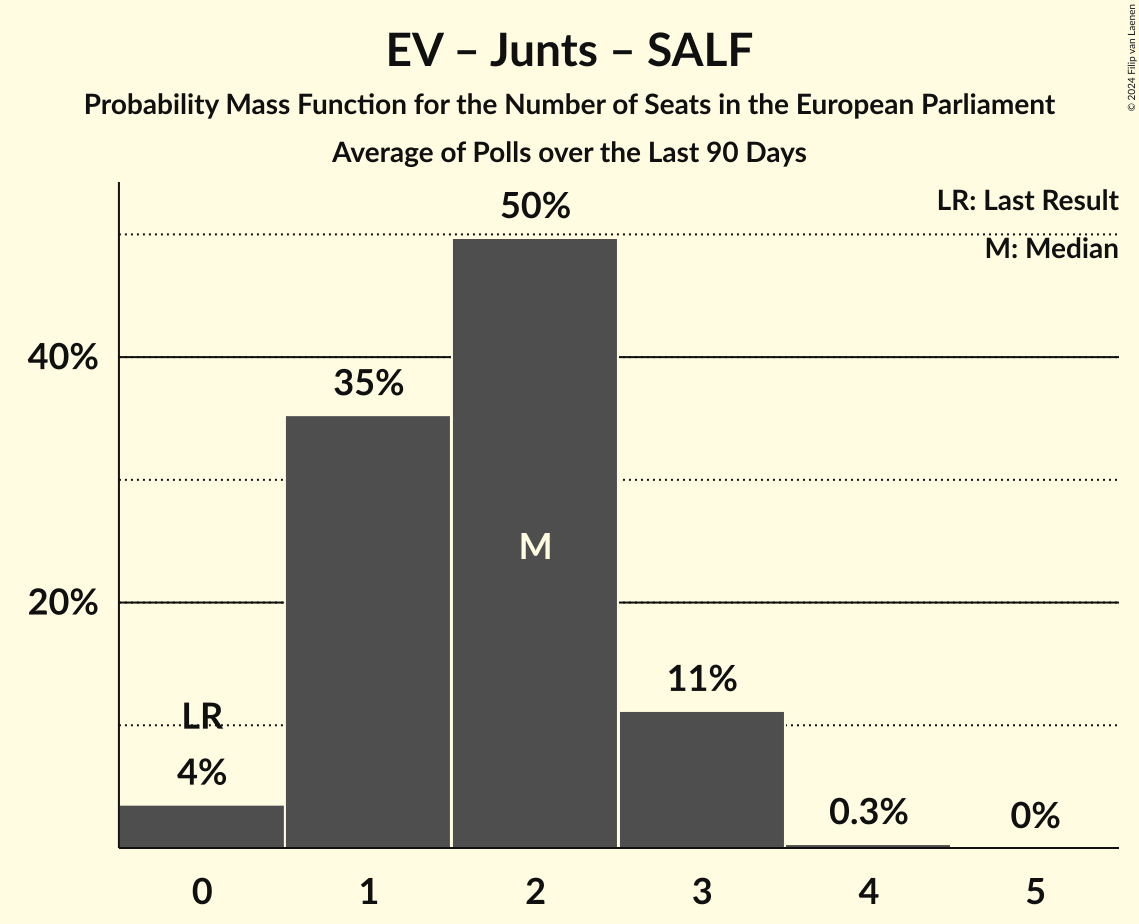 EV – Junts – SALF
Probability Mass Function for the Number of Seats in the European Parliament
Average of Polls over the Last 90 Days
© 2024 Filip van Laenen
LR: Last Result
M: Median
50%
40%
35%
M
20%
11%
LR
4%
0.3%
0%
0 1 2 3 4 5